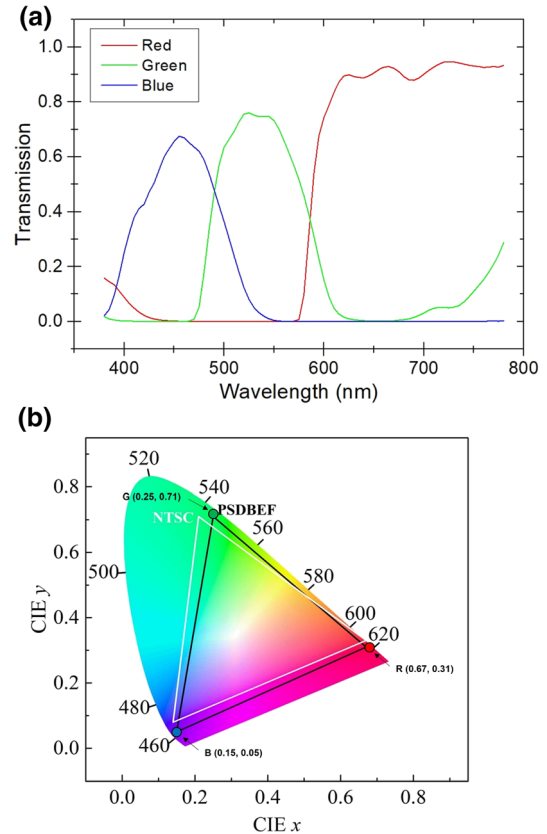 (a)
Red
Green
Blue
1.0
0.8
0.6
0.4
0.2
0.0
Transmission
400
500
600
700
800
Wavelength (nm)
(b)
520
540
G (0.25, 0.71)
PSDBEF
NTSC
560
500
580
600
620
R (0.67, 0.31)
480
460
B (0.15, 0.05)
0.8
0.6
0.4
0.2
0.0
CIE y
0.0
0.2
0.4
0.6
0.8
CIE x